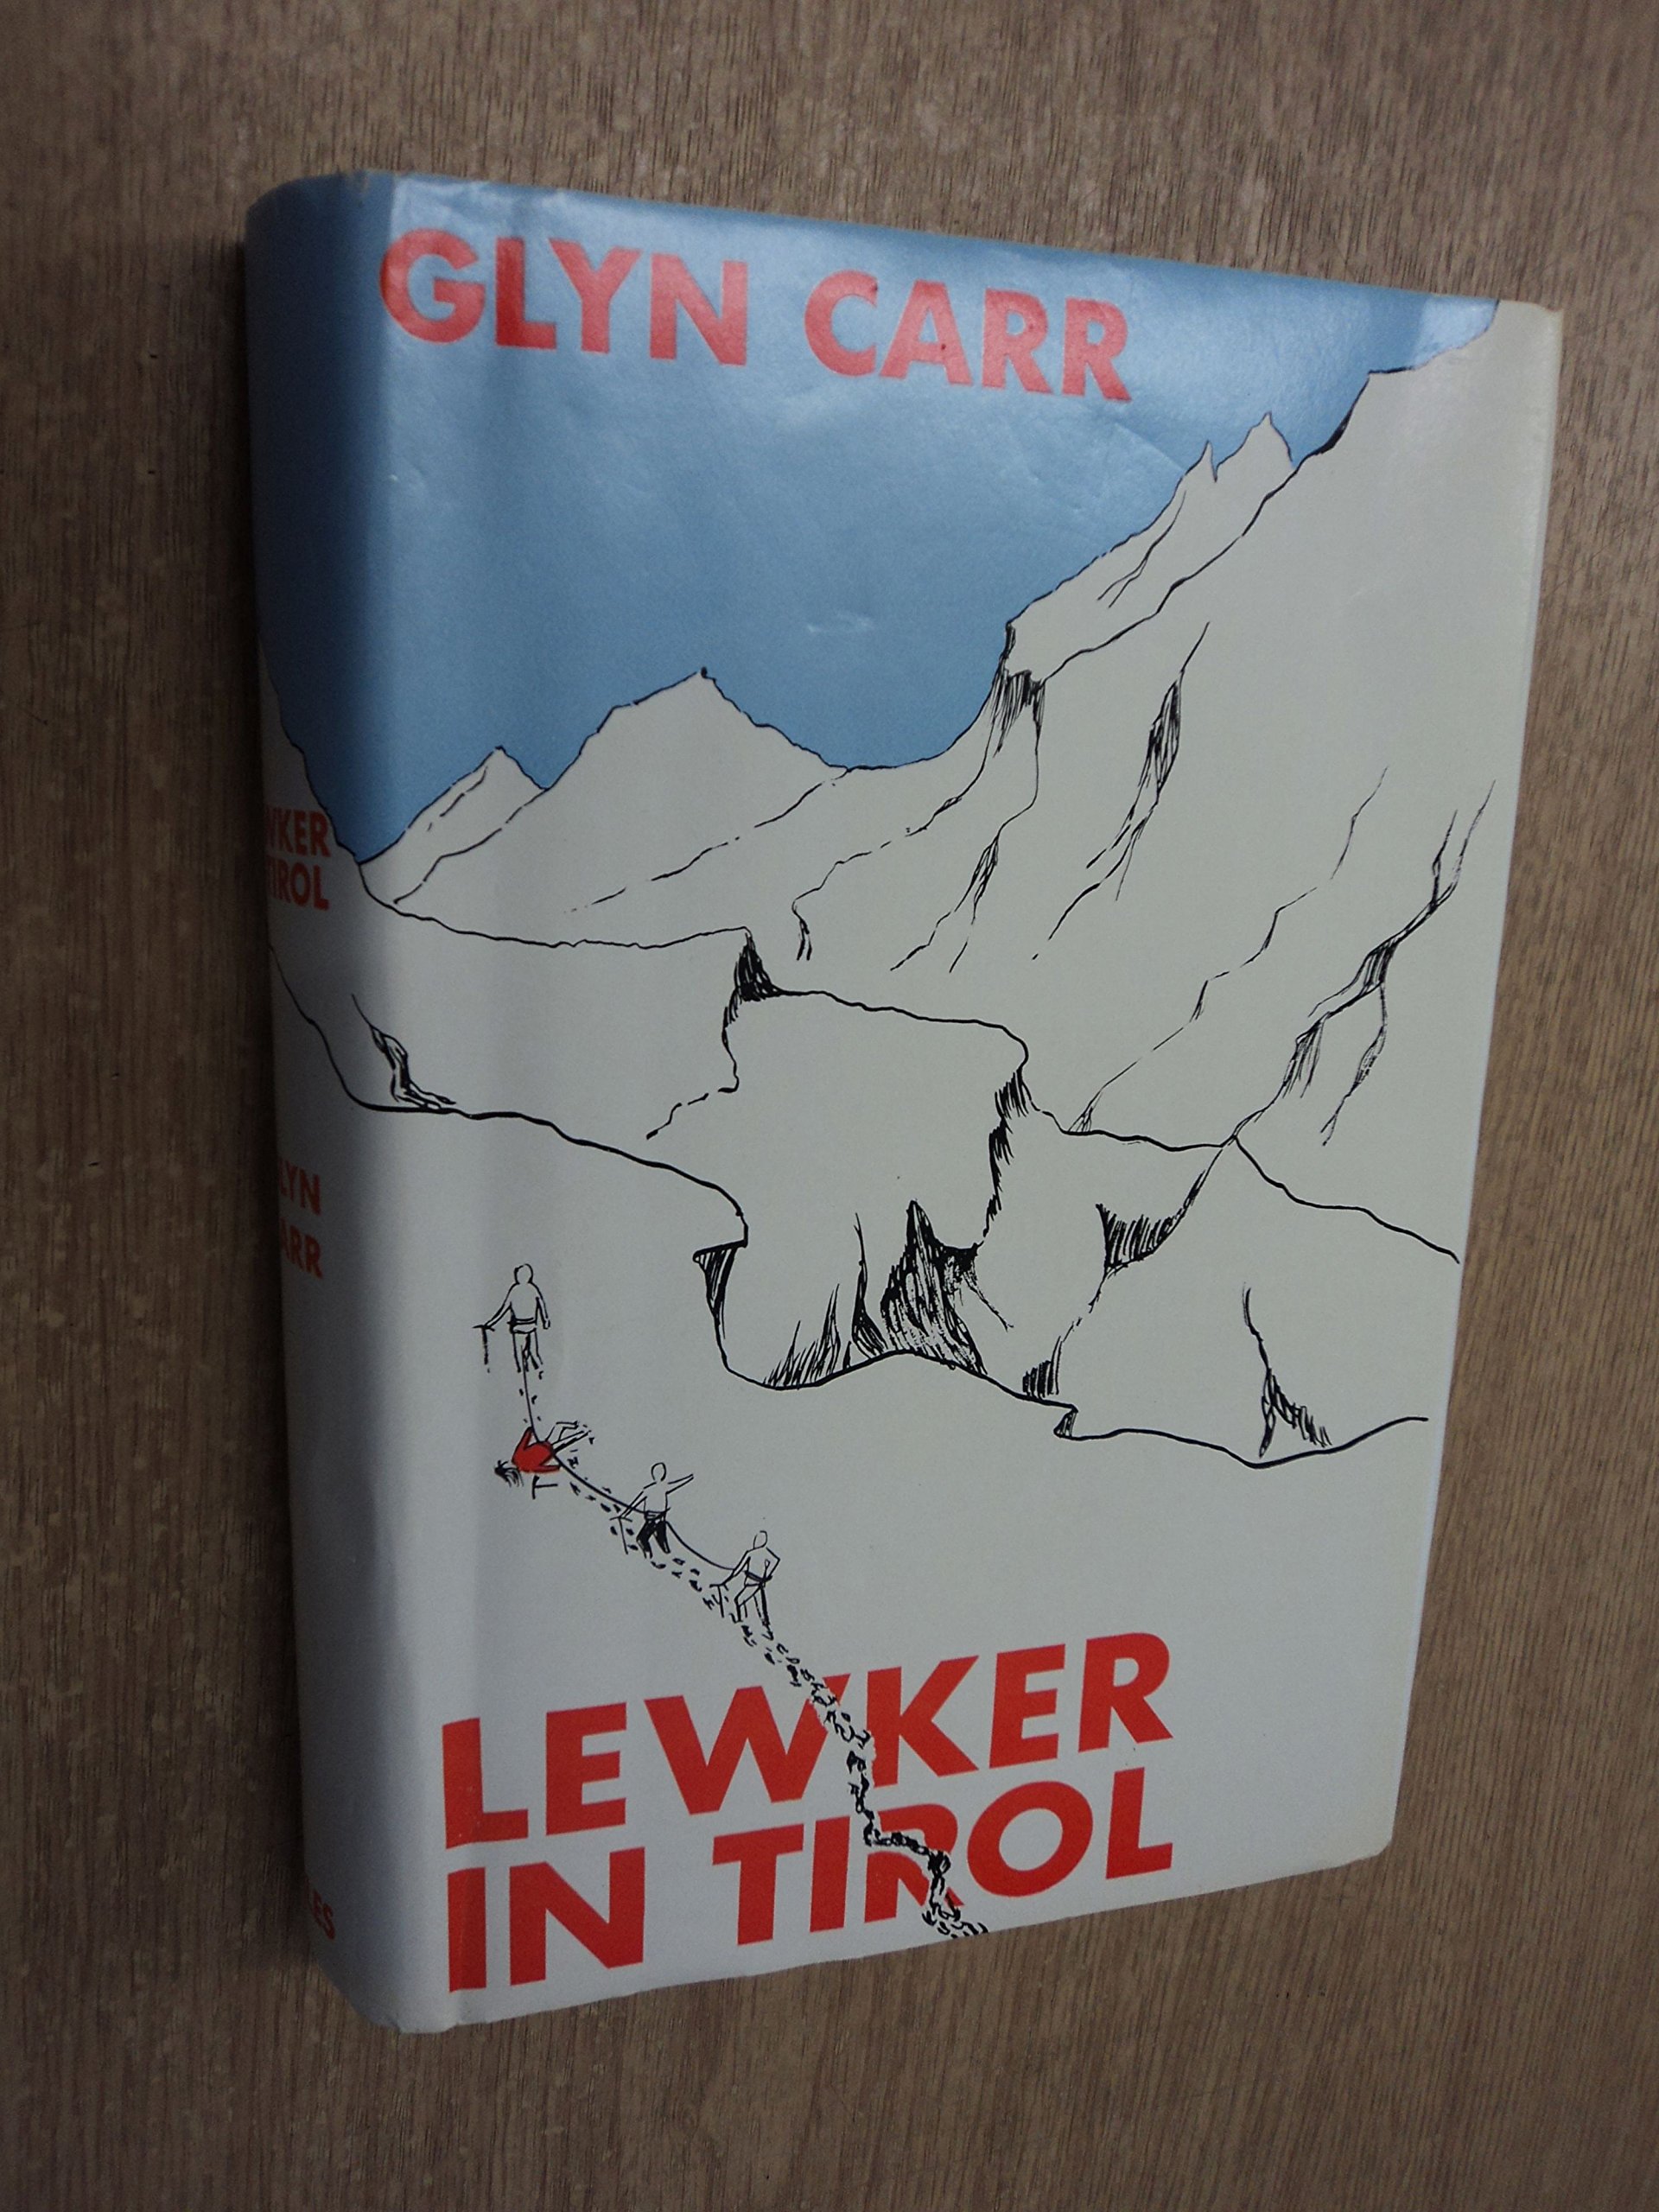 GLYN CARR
LEWKER
IN TIROL